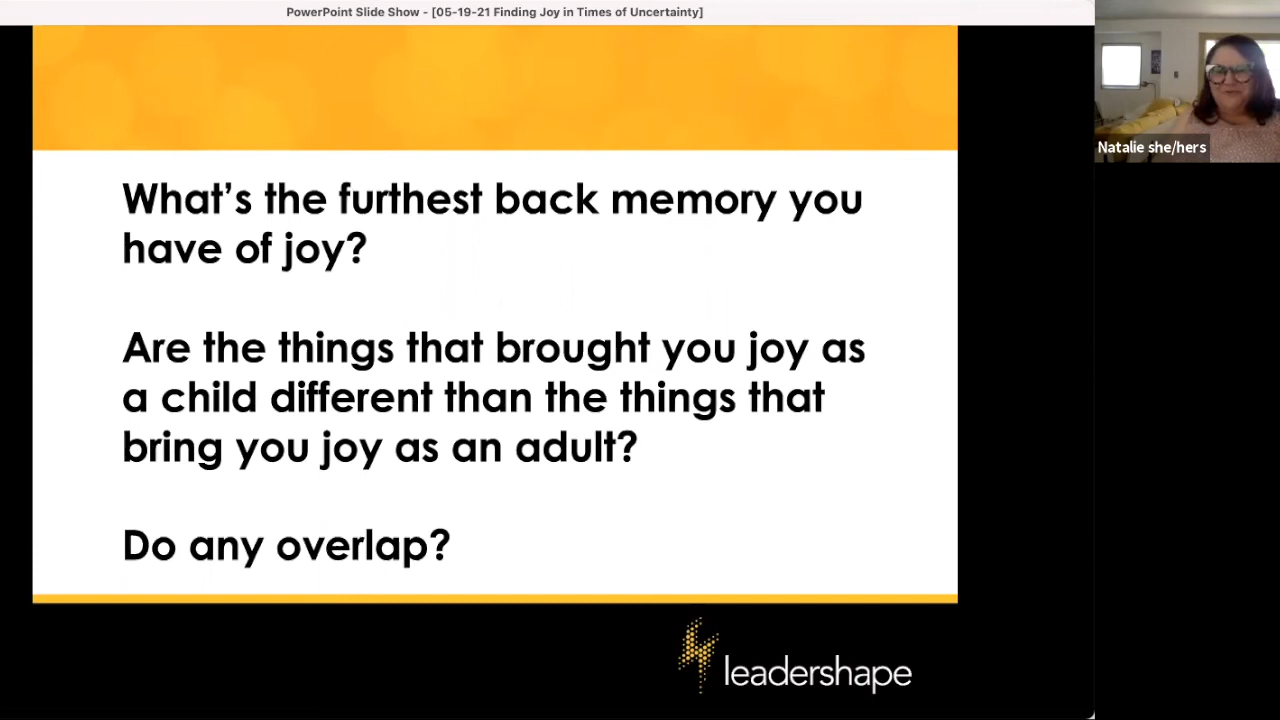 PowerPoint Slide Show - [05-19-21 Finding Joy in Times of Uncertainty]
Natalie she/hers
What’s the furthest back memory you
have of joy?
Are the things that brought you joy as
a child different than the things that
bring you joy as an adult?
Do any overlap?
leadershape